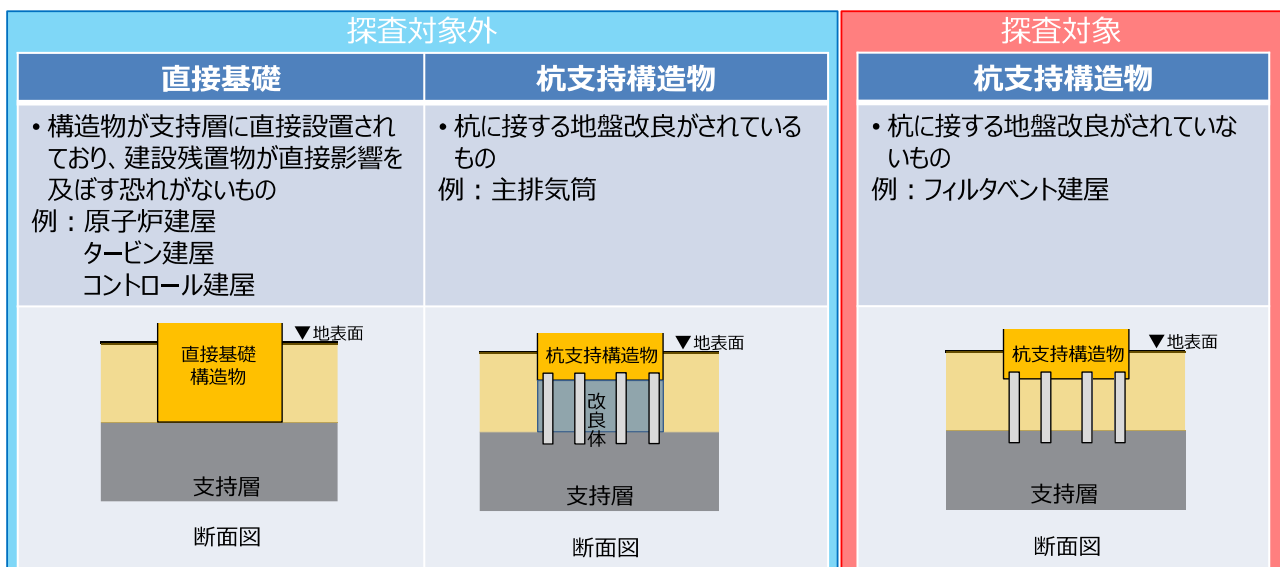 探査対象外
直接基礎
• 構造物が支持層に直接設置され
ており、建設残置物が直接影響を
及ぼす恐れがないもの
例：原子炉建屋
タービン建屋
コントロール建屋
▼地表面
直接基礎
構造物
支持層
断面図
杭支持構造物
• 杭に接する地盤改良がされている
もの
例：主排気筒
▼地表面
杭支持構造物
改良体
支持層
断面図
探査対象
杭支持構造物
• 杭に接する地盤改良がされていな
いもの
例：フィルタベント建屋
▼地表面
杭支持構造物
支持層
断面図